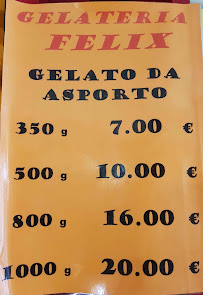 GELATERIA
FELIX
GELATO DA
ASPORTO
350 g 7.00 €
500 g 10.00 €
800 g 16.00 €
1000 g 20.00 €